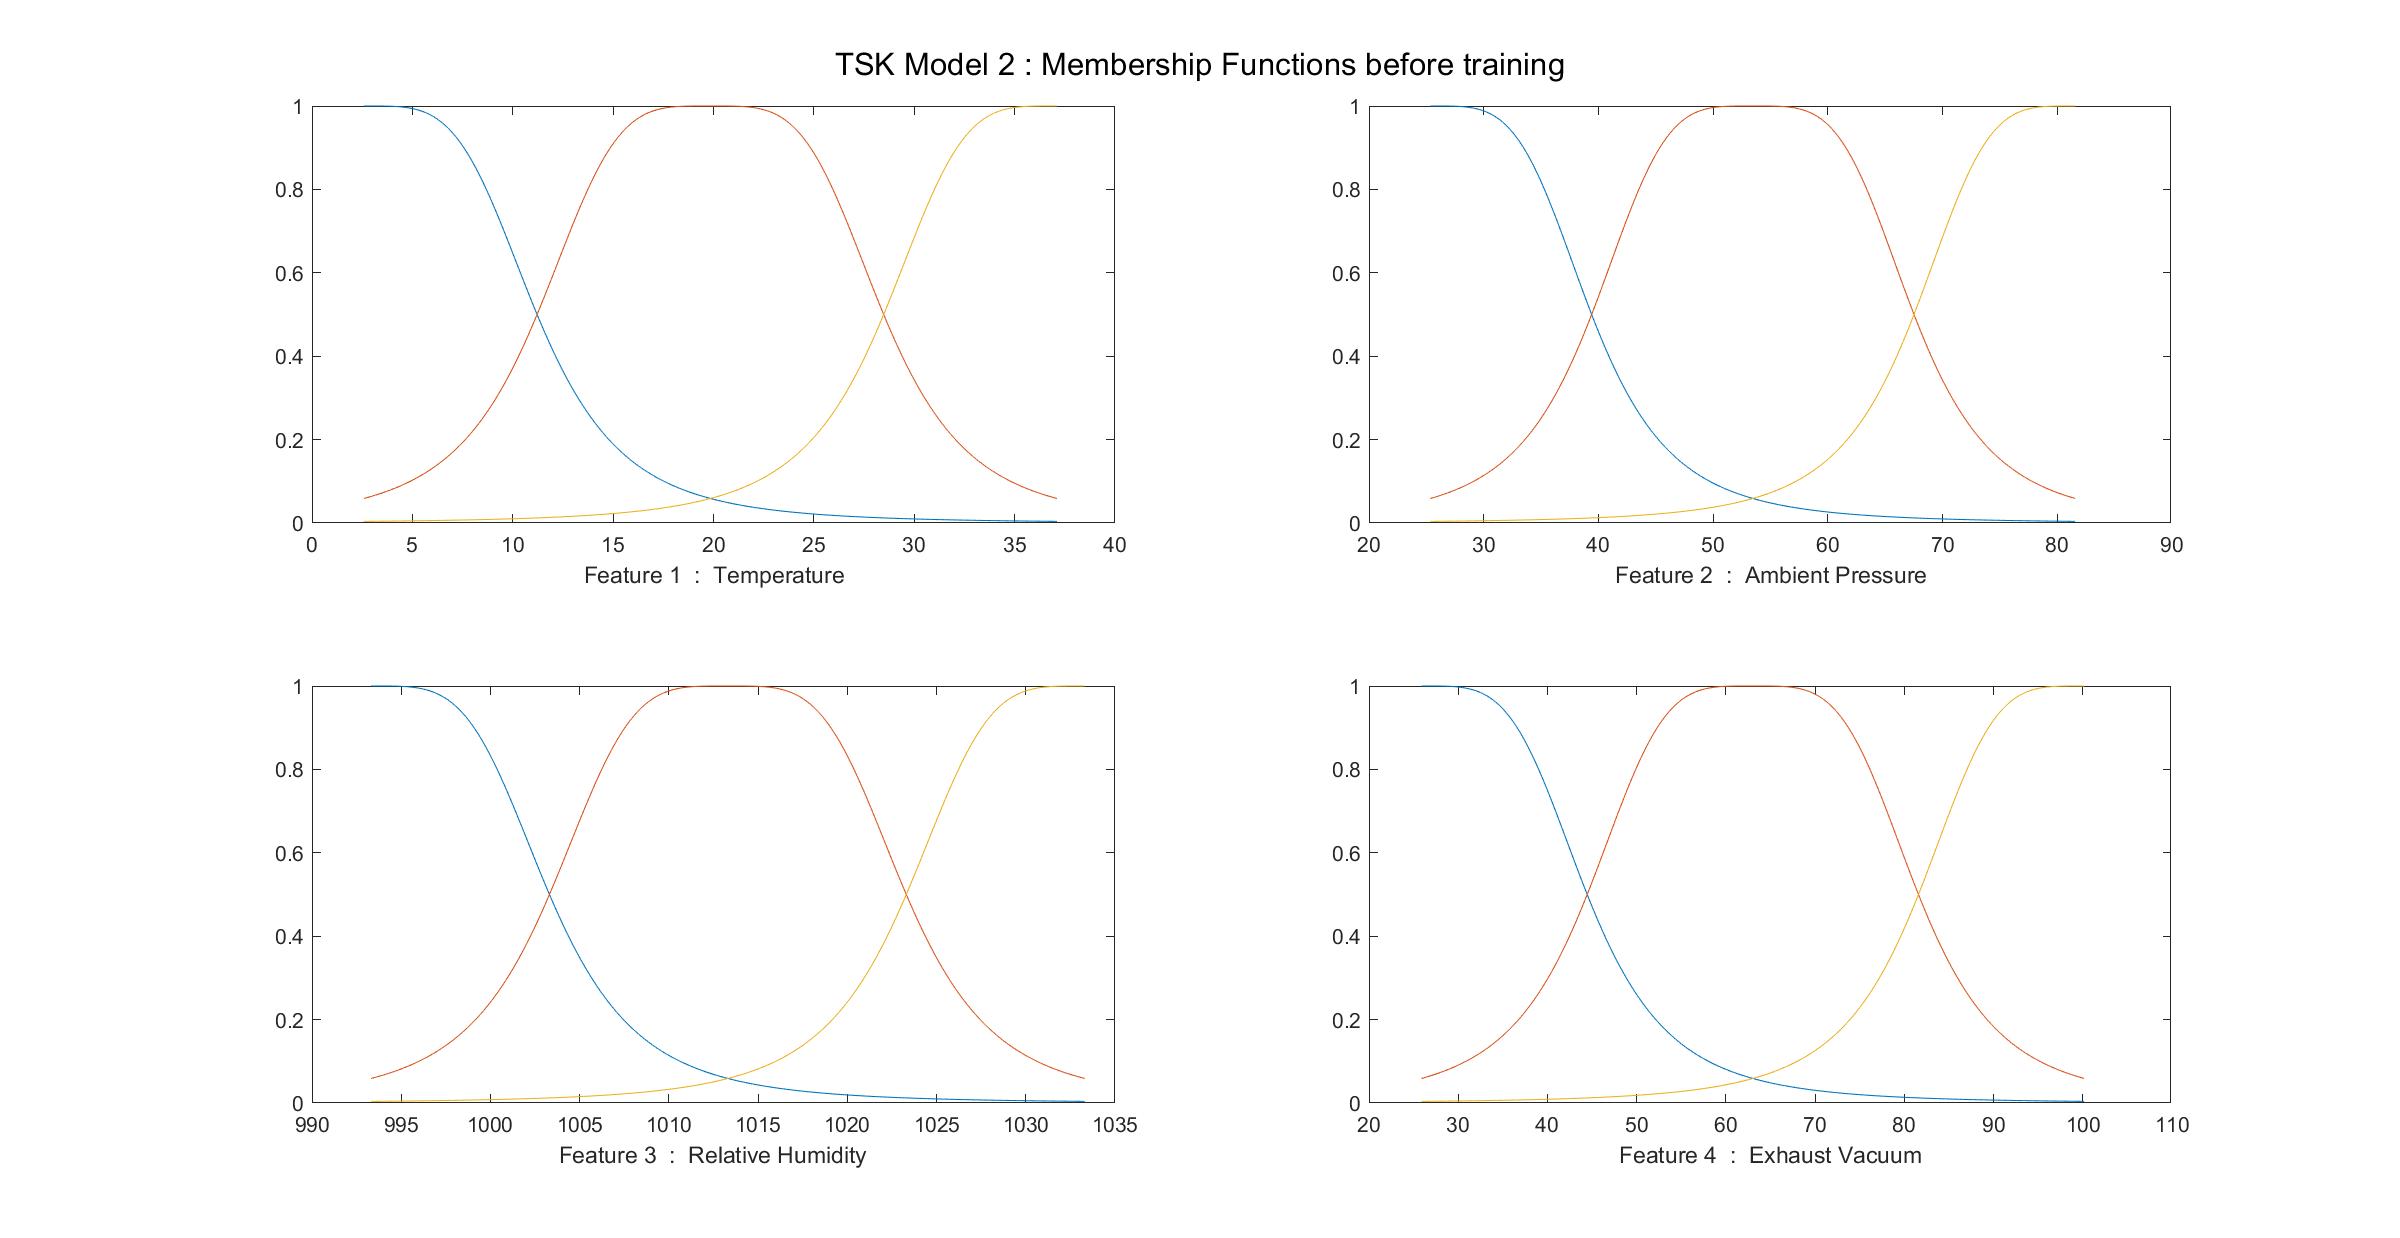 TSK Model 2 : Membership Functions before training
1
0.8
0.6
0.4
0.2
0
0 5 10 15 20 25 30 35 40
Feature 1 : Temperature
1
0.8
0.6
0.4
0.2
0
20 30 40 50 60 70 80 90
Feature 2 : Ambient Pressure
1
0.8
0.6
0.4
0.2
0
990 995 1000 1005 1010 1015 1020 1025 1030 1035
Feature 3 : Relative Humidity
1
0.8
0.6
0.4
0.2
0
20 30 40 50 60 70 80 90 100 110
Feature 4 : Exhaust Vacuum